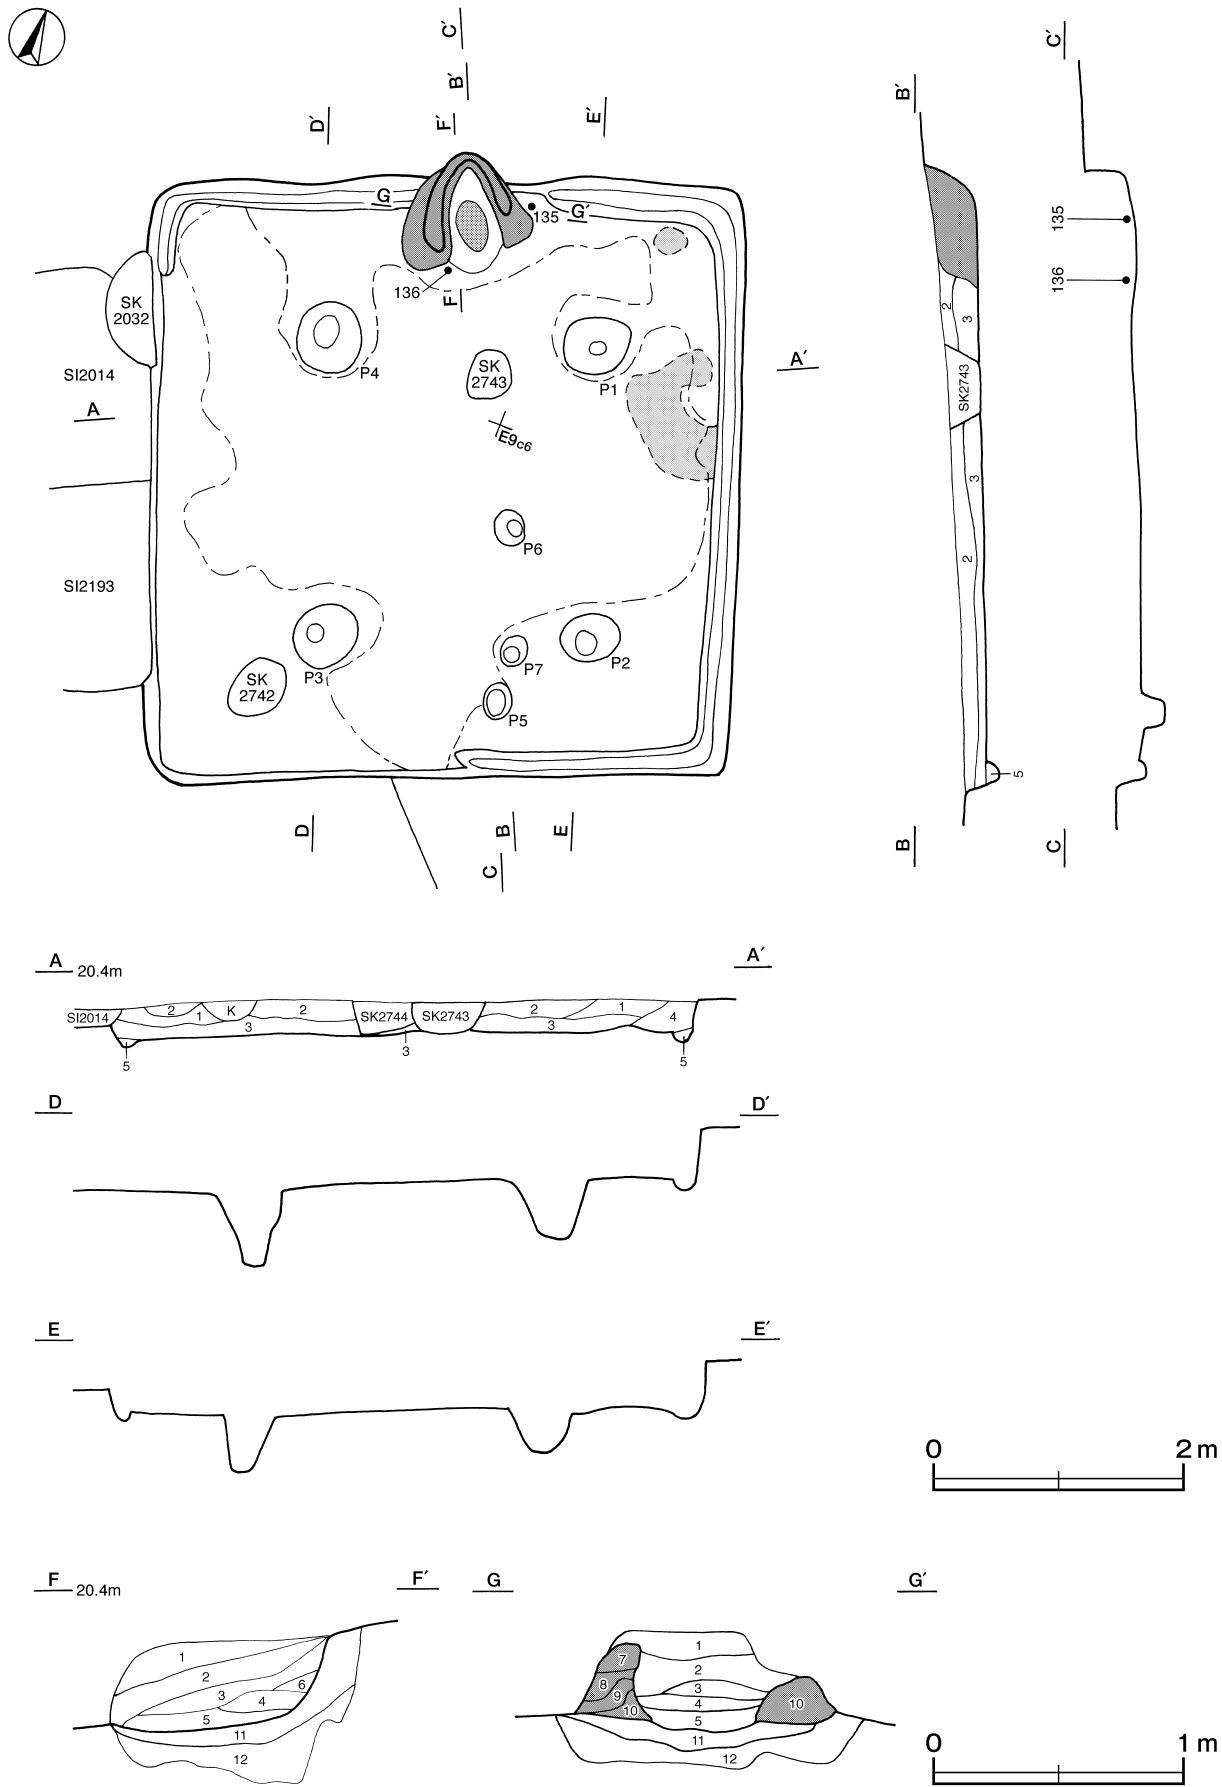 C′
B′
F′
D′
E′
G
135
G′
136
F
SK
2032
SI2014
A
P4
SK
2743
P1
A′
E9c6
P6
SI2193
P3
SK
2742
P7
P2
P5
D
B
E
C
B′
2
3
SK2743
3
2
5
B
C′
135
136
C
A 20.4m
A′
SI2014
2
1
K
2
3
SK2744
SK2743
2
1
3
4
5
3
5
D
D′
E
E′
0 2 m
F 20.4m
F′
1
2
3
4
6
5
11
12
G
G′
1
7
2
8
3
9
4
10
10
5
11
12
0 1 m